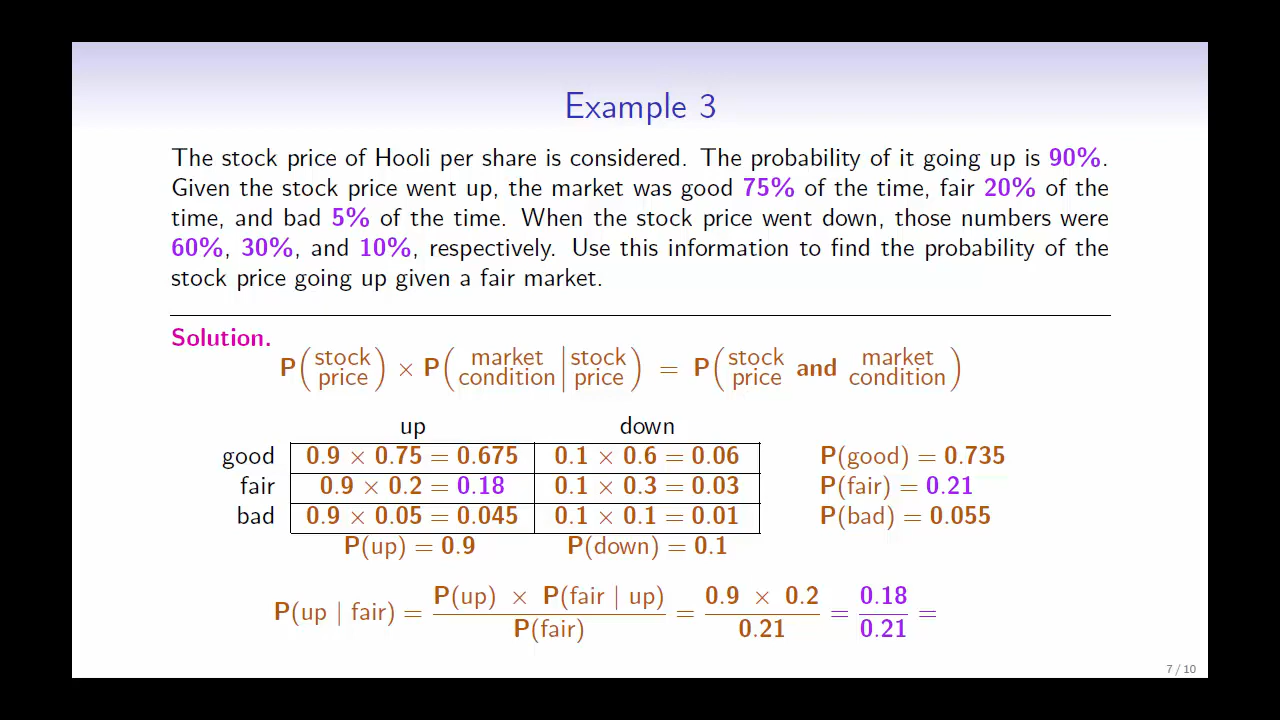 Example 3
The stock price of Hooli per share is considered. The probability of it going up is 90%.
Given the stock price went up, the market was good 75% of the time, fair 20% of the
time, and bad 5% of the time. When the stock price went down, those numbers were
60%, 30%, and 10%, respectively. Use this information to find the probability of the
stock price going up given a fair market.
Solution.
P(stock price) × P(market condition | stock price) = P(stock price and market condition)
up down
good 0.9 × 0.75 = 0.675 0.1 × 0.6 = 0.06 P(good) = 0.735
fair 0.9 × 0.2 = 0.18 0.1 × 0.3 = 0.03 P(fair) = 0.21
bad 0.9 × 0.05 = 0.045 0.1 × 0.1 = 0.01 P(bad) = 0.055
P(up) = 0.9 P(down) = 0.1
P(up | fair) = P(up) × P(fair | up) / P(fair) = 0.9 × 0.2 / 0.21 = 0.18 / 0.21 =
7 / 10